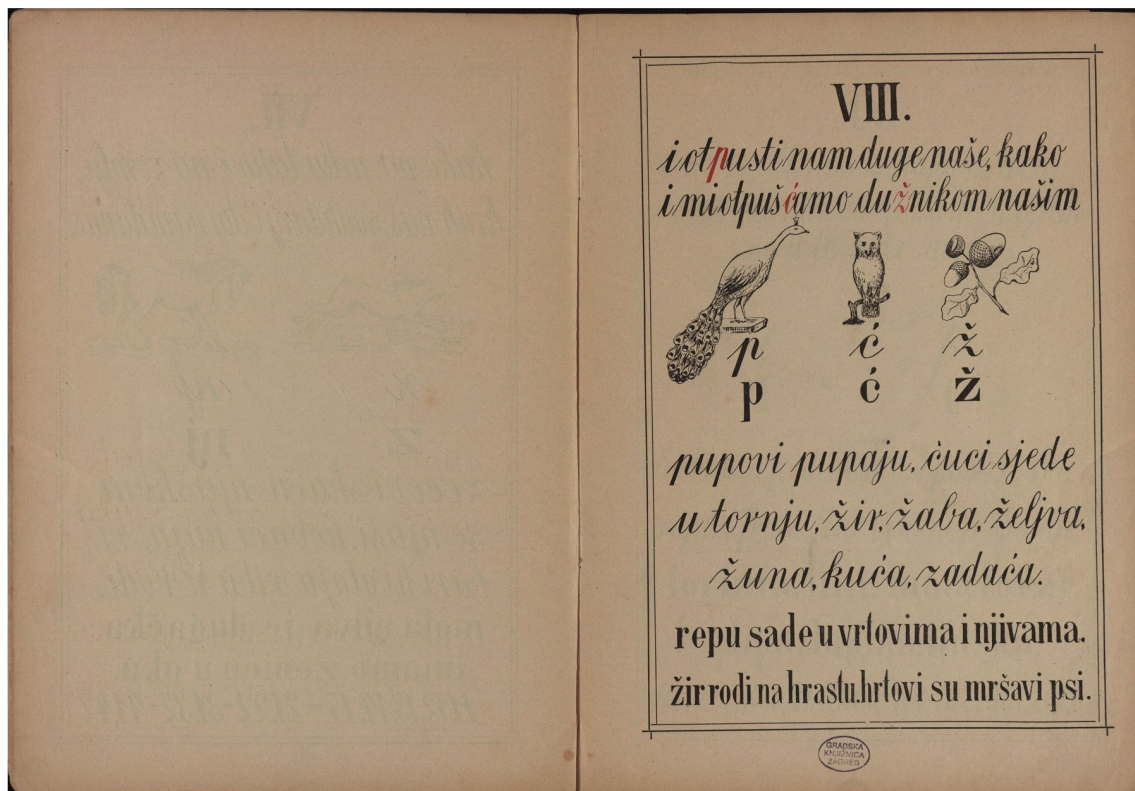 VIII.
i otpusti nam duge naše, kako
i mi otpušćamo dužnikom našim
p ć ž
p ć ž
pupovi pupaju, ćuci sjede
u tornju, žir, žaba, željva,
žuna, kuća, zadaća.
repu sade u vrtovima i njivama.
žir rodi na hrastu. hrtovi su mršavi psi.
GRADSKA
KNJIŽNICA
ZAGREB